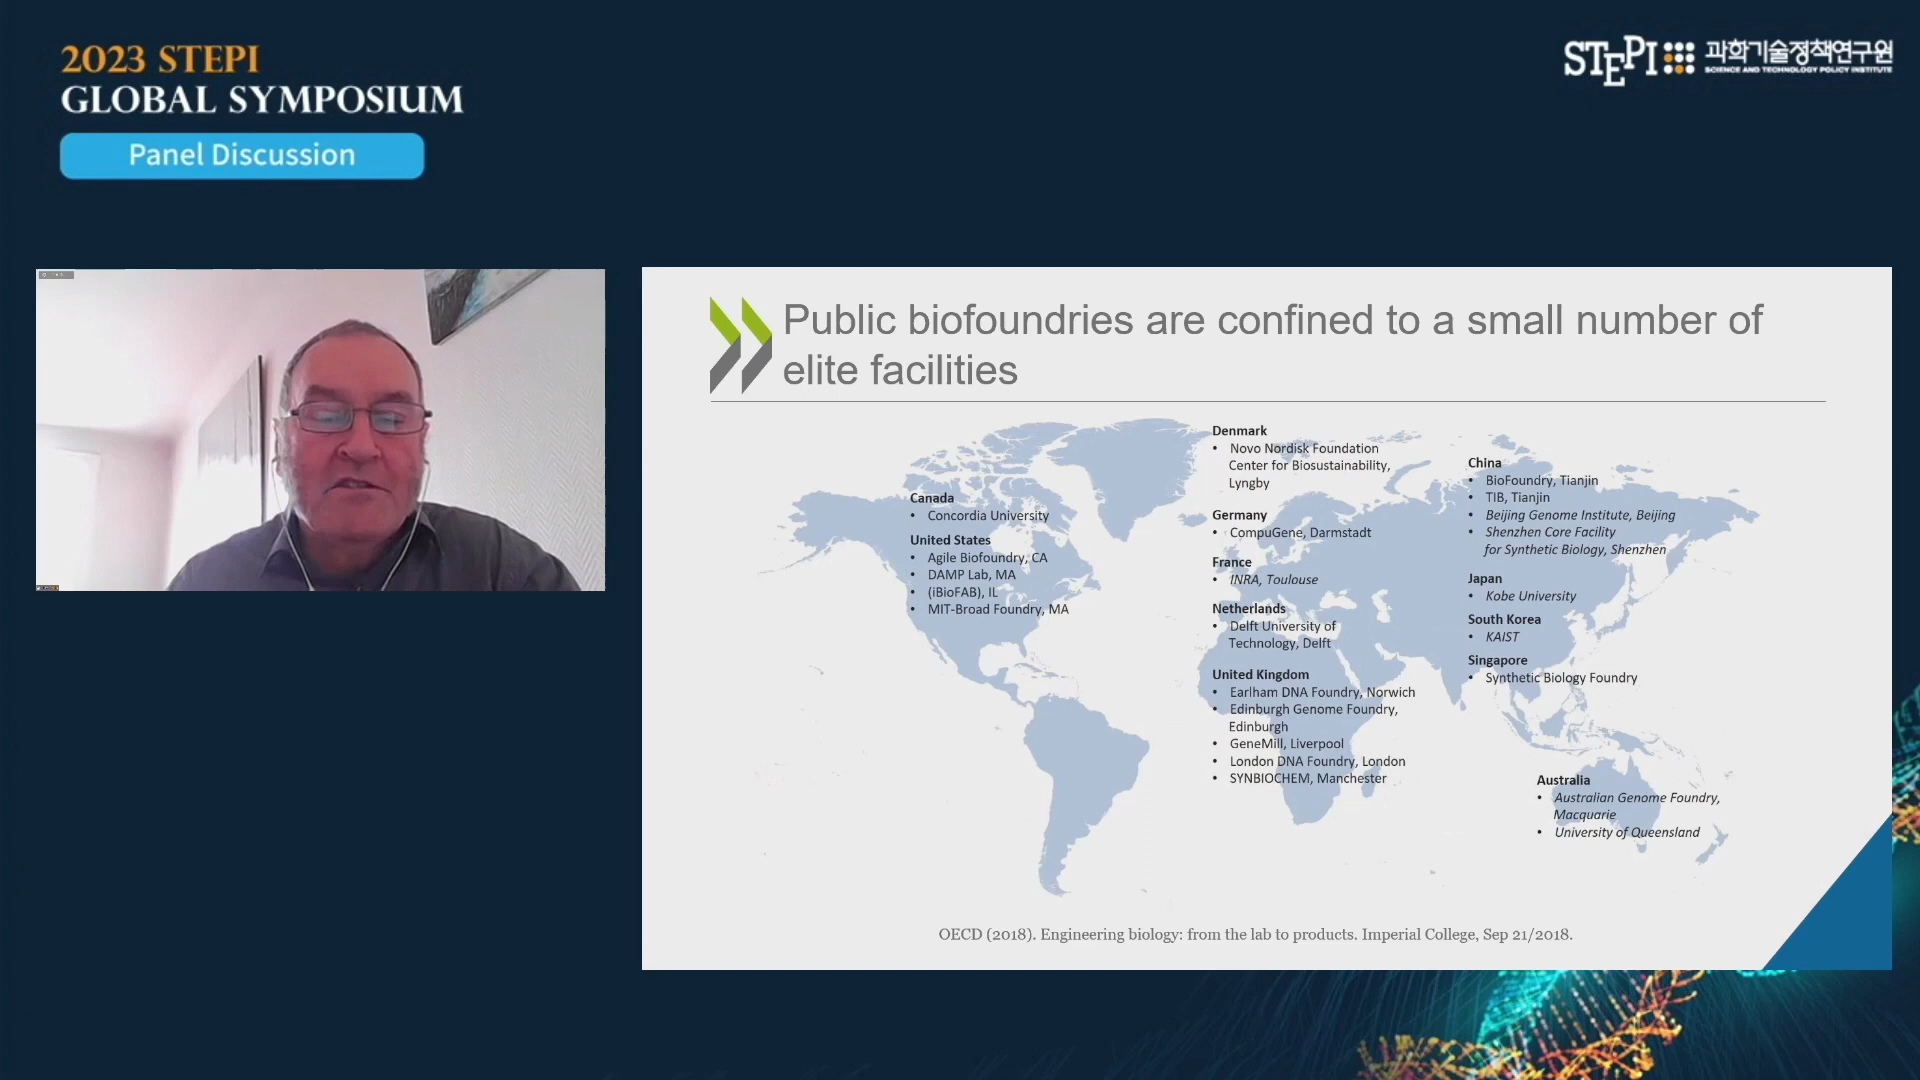 2023 STEPI
GLOBAL SYMPOSIUM
Panel Discussion
STEPI 과학기술정책연구원
SCIENCE AND TECHNOLOGY POLICY INSTITUTE
Public biofoundries are confined to a small number of
elite facilities
Canada
• Concordia University
United States
• Agile Biofoundry, CA
• DAMP Lab, MA
• (iBioFAB), IL
• MIT-Broad Foundry, MA
Denmark
• Novo Nordisk Foundation
Center for Biosustainability,
Lyngby
Germany
• CompuGene, Darmstadt
France
• INRA, Toulouse
Netherlands
• Delft University of
Technology, Delft
United Kingdom
• Earlham DNA Foundry, Norwich
• Edinburgh Genome Foundry,
Edinburgh
• GeneMill, Liverpool
• London DNA Foundry, London
• SYNBIOCHEM, Manchester
China
• BioFoundry, Tianjin
• TIB, Tianjin
• Beijing Genome Institute, Beijing
• Shenzhen Core Facility
for Synthetic Biology, Shenzhen
Japan
• Kobe University
South Korea
• KAIST
Singapore
• Synthetic Biology Foundry
Australia
• Australian Genome Foundry,
Macquarie
• University of Queensland
OECD (2018). Engineering biology: from the lab to products. Imperial College, Sep 21/2018.